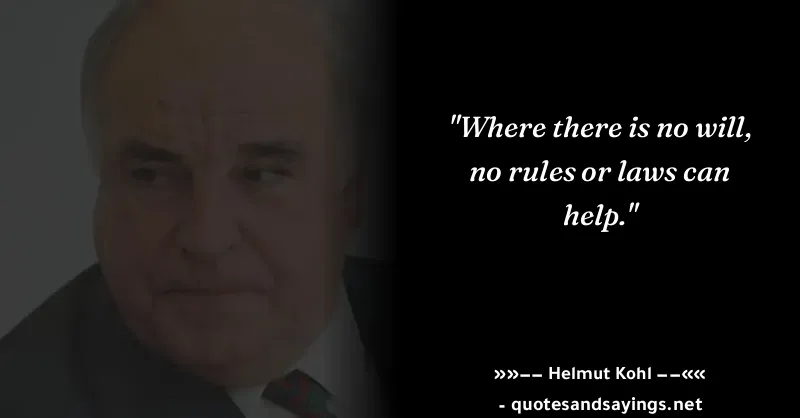 "Where there is no will,
no rules or laws can
help."
»»−− Helmut Kohl −−««
- quotesandsayings.net